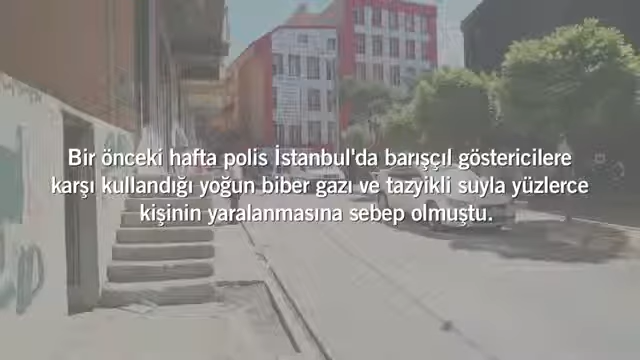 Bir önceki hafta polis İstanbul'da barışçıl göstericilere
karşı kullandığı yoğun biber gazı ve tazyikli suyla yüzlerce
kişinin yaralanmasına sebep olmuştu.